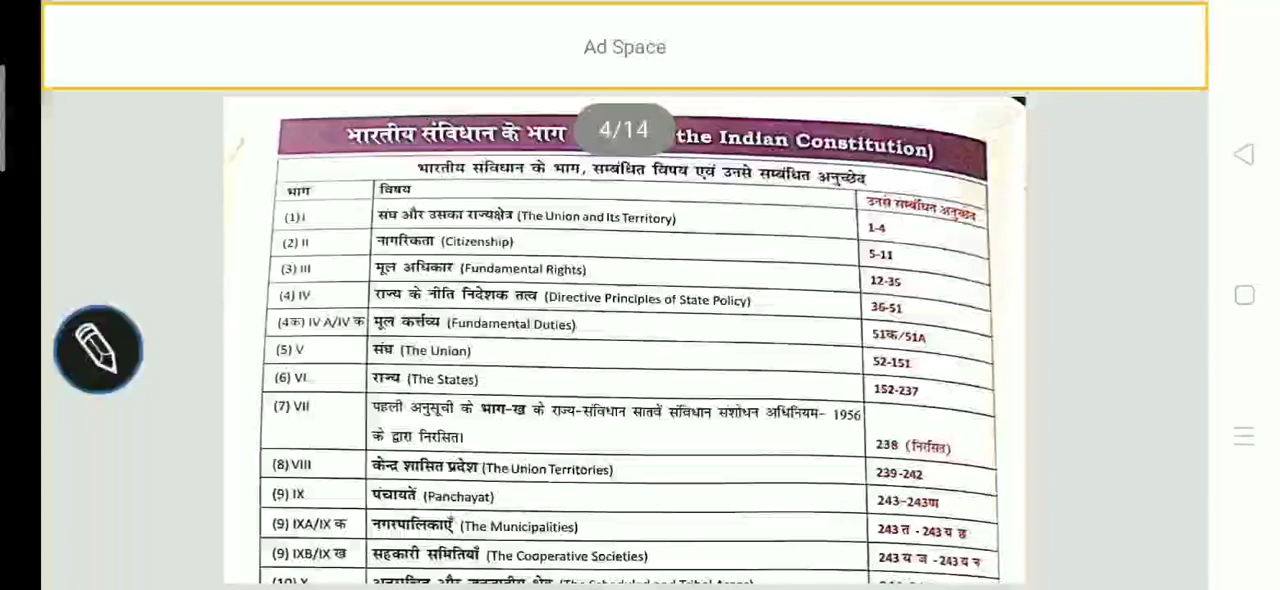 Ad Space
4/14
भारतीय संविधान के भाग the Indian Constitution)
भारतीय संविधान के भाग, सम्बंधित विषय एवं उनसे सम्बंधित अनुच्छेद
भाग विषय उनसे सम्बंधित अनुच्छेद
(1) I संघ और उसका राज्यक्षेत्र (The Union and Its Territory) 1-4
(2) II नागरिकता (Citizenship) 5-11
(3) III मूल अधिकार (Fundamental Rights) 12-35
(4) IV राज्य के नीति निदेशक तत्व (Directive Principles of State Policy) 36-51
(4क) IV A/IV क मूल कर्त्तव्य (Fundamental Duties) 51क/51A
(5) V संघ (The Union) 52-151
(6) VI राज्य (The States) 152-237
(7) VII पहली अनुसूची के भाग-ख के राज्य-संविधान सातवें संविधान संशोधन अधिनियम- 1956
के द्वारा निरसित। 238 (निरसित)
(8) VIII केन्द्र शासित प्रदेश (The Union Territories) 239-242
(9) IX पंचायतें (Panchayat) 243-243ण
(9) IXA/IX क नगरपालिकाएँ (The Municipalities) 243 त - 243 य छ
(9) IXB/IX ख सहकारी समितियाँ (The Cooperative Societies) 243 य ज - 243 य